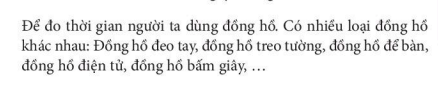 Để đo thời gian người ta dùng đồng hồ. Có nhiều loại đồng hồ
khác nhau: Đồng hồ đeo tay, đồng hồ treo tường, đồng hồ để bàn,
đồng hồ điện tử, đồng hồ bấm giây, …